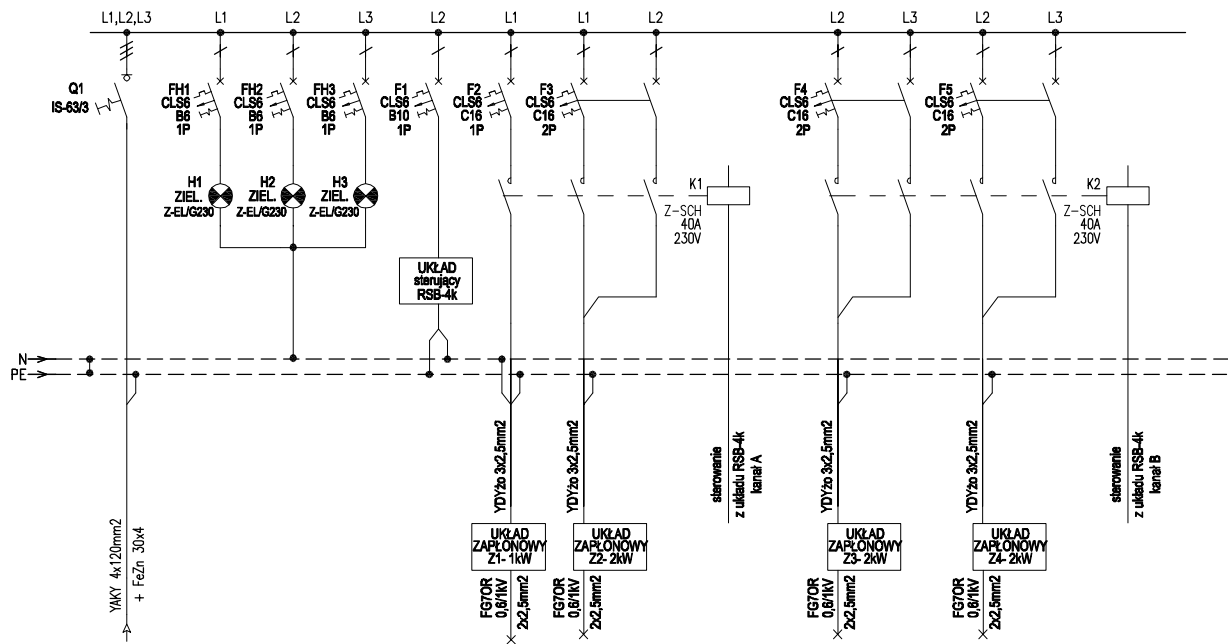 L1,L2,L3
L1
L2
L3
L2
L1
L1
L2
L2
L3
L2
L3
Q1
IS-63/3
FH1
CLS6
B6
1P
FH2
CLS6
B6
1P
FH3
CLS6
B6
1P
F1
CLS6
B10
1P
F2
CLS6
C16
1P
F3
CLS6
C16
2P
F4
CLS6
C16
2P
F5
CLS6
C16
2P
H1
ZIEL.
Z-EL/G230
H2
ZIEL.
Z-EL/G230
H3
ZIEL.
Z-EL/G230
K1
Z-SCH
40A
230V
K2
Z-SCH
40A
230V
UKŁAD
sterujący
RSB-4k
N
PE
YAKY 4x120mm2
+ FeZn 30x4
YDYżo 3x2,5mm2
YDYżo 3x2,5mm2
sterowanie
z układu RSB-4k
kanał A
YDYżo 3x2,5mm2
YDYżo 3x2,5mm2
sterowanie
z układu RSB-4k
kanał B
UKŁAD
ZAPŁONOWY
Z1- 1kW
UKŁAD
ZAPŁONOWY
Z2- 2kW
UKŁAD
ZAPŁONOWY
Z3- 2kW
UKŁAD
ZAPŁONOWY
Z4- 2kW
FG7OR
0,6/1kV
2x2,5mm2
FG7OR
0,6/1kV
2x2,5mm2
FG7OR
0,6/1kV
2x2,5mm2
FG7OR
0,6/1kV
2x2,5mm2